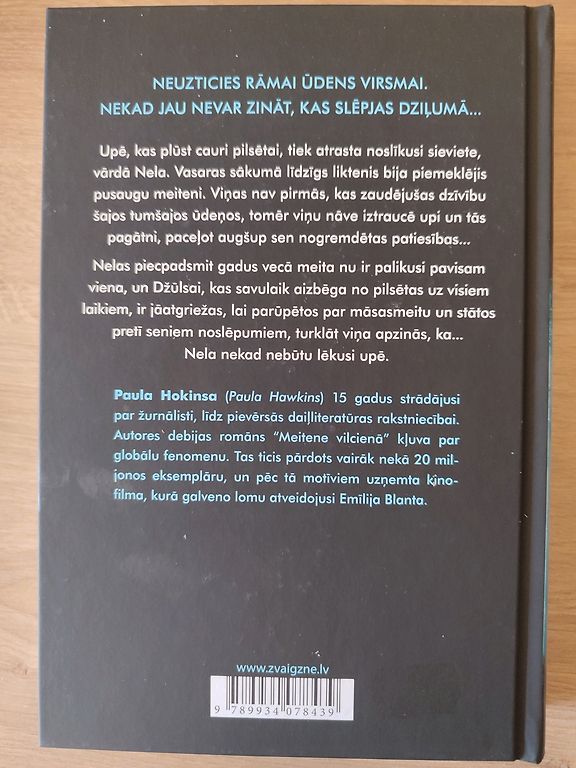 NEUZTICIES RĀMAI ŪDENS VIRSMAI.
NEKAD JAU NEVAR ZINĀT, KAS SLĒPJAS DZIĻUMĀ...
Upē, kas plūst cauri pilsētai, tiek atrasta noslīkusi sieviete,
vārdā Nela. Vasaras sākumā līdzīgs liktenis bija piemeklējis
pusaugu meiteni. Viņas nav pirmās, kas zaudējušas dzīvību
šajos tumšajos ūdeņos, tomēr viņu nāve iztraucē upi un tās
pagātni, paceļot augšup sen nogremdētas patiesības...
Nelas piecpadsmit gadus vecā meita nu ir palikusi pavisam
viena, un Džūlsai, kas savulaik aizbēga no pilsētas uz visiem
laikiem, ir jāatgriežas, lai parūpētos par māsasmeitu un stātos
pretī seniem noslēpumiem, turklāt viņa apzinās, ka...
Nela nekad nebūtu lēkusi upē.
Paula Hokinsa (Paula Hawkins) 15 gadus strādājusi
par žurnālisti, līdz pievērsās daiļliteratūras rakstniecībai.
Autores debijas romāns “Meitene vilcienā” kļuva par
globālu fenomenu. Tas ticis pārdots vairāk nekā 20 mil-
jonos eksemplāru, un pēc tā motīviem uzņemta kino-
filma, kurā galveno lomu atveidojusi Emīlija Blanta.
www.zvaigzne.lv
9 789934 078439